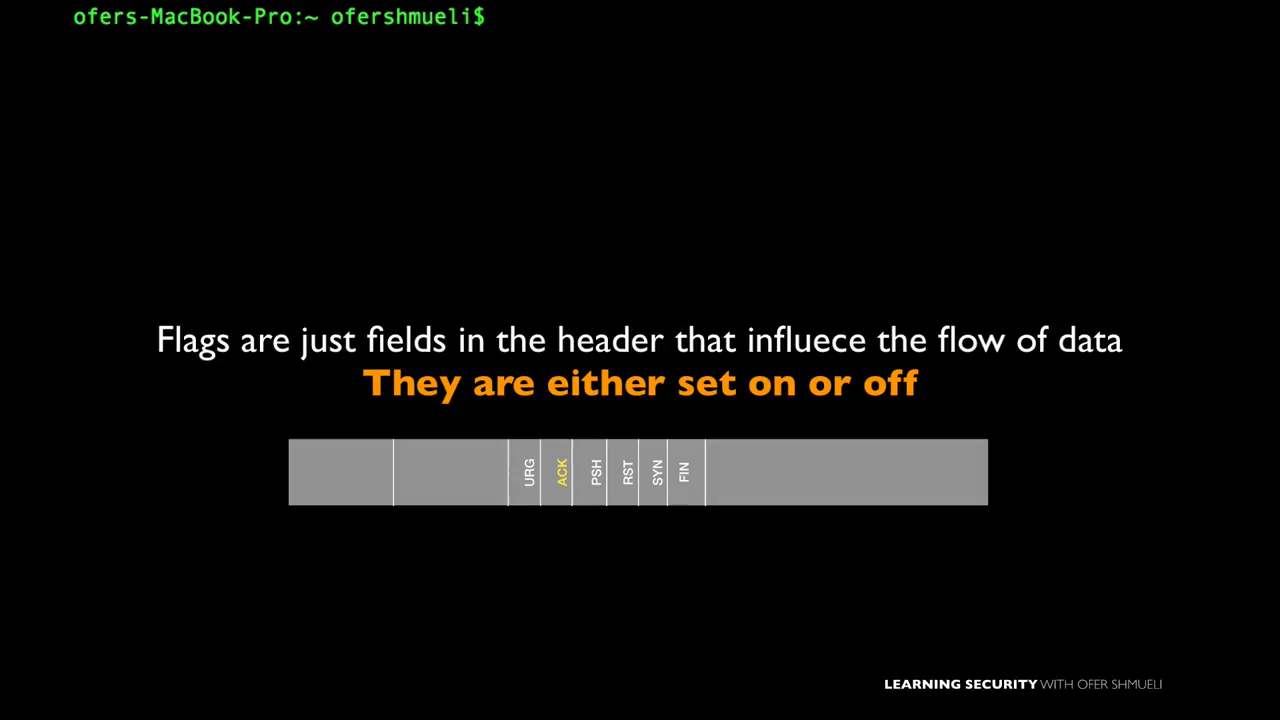 ofers-MacBook-Pro:~ ofershmueli$
Flags are just fields in the header that influece the flow of data
They are either set on or off
URG ACK PSH RST SYN FIN
LEARNING SECURITY WITH OFER SHMUELI